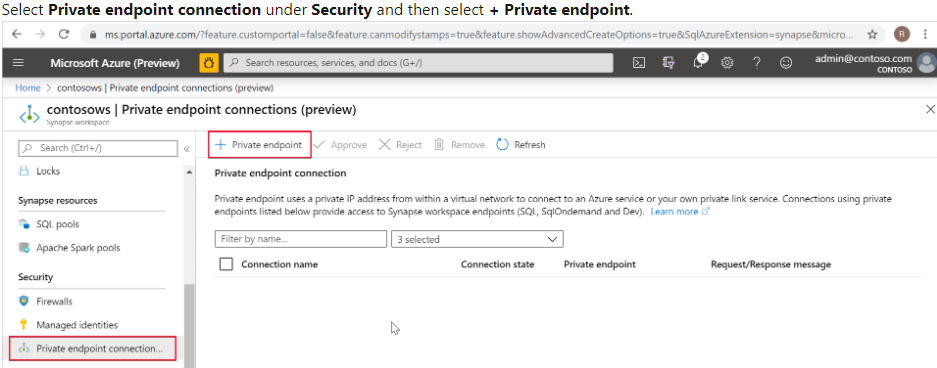 Select Private endpoint connection under Security and then select + Private endpoint.
ms.portal.azure.com/?feature.customportal=false&feature.canmodifystamps=true&feature.showAdvancedCreateOptions=true&SqlAzureExtension=synapse&micro...
R
Microsoft Azure (Preview)
Search resources, services, and docs (G+/)
2
admin@contoso.com
CONTOSO
Home > contosows | Private endpoint connections (preview)
contosows | Private endpoint connections (preview)
Synapse workspace
Search (Ctrl+/)
«
+ Private endpoint
Approve
Reject
Remove
Refresh
Locks
Synapse resources
SQL pools
Apache Spark pools
Security
Firewalls
Managed identities
Private endpoint connection...
Private endpoint connection
Private endpoint uses a private IP address from within a virtual network to connect to an Azure service or your own private link service. Connections using private
endpoints listed below provide access to Synapse workspace endpoints (SQL, SqlOndemand and Dev). Learn more
Filter by name...
3 selected
Connection name
Connection state
Private endpoint
Request/Response message